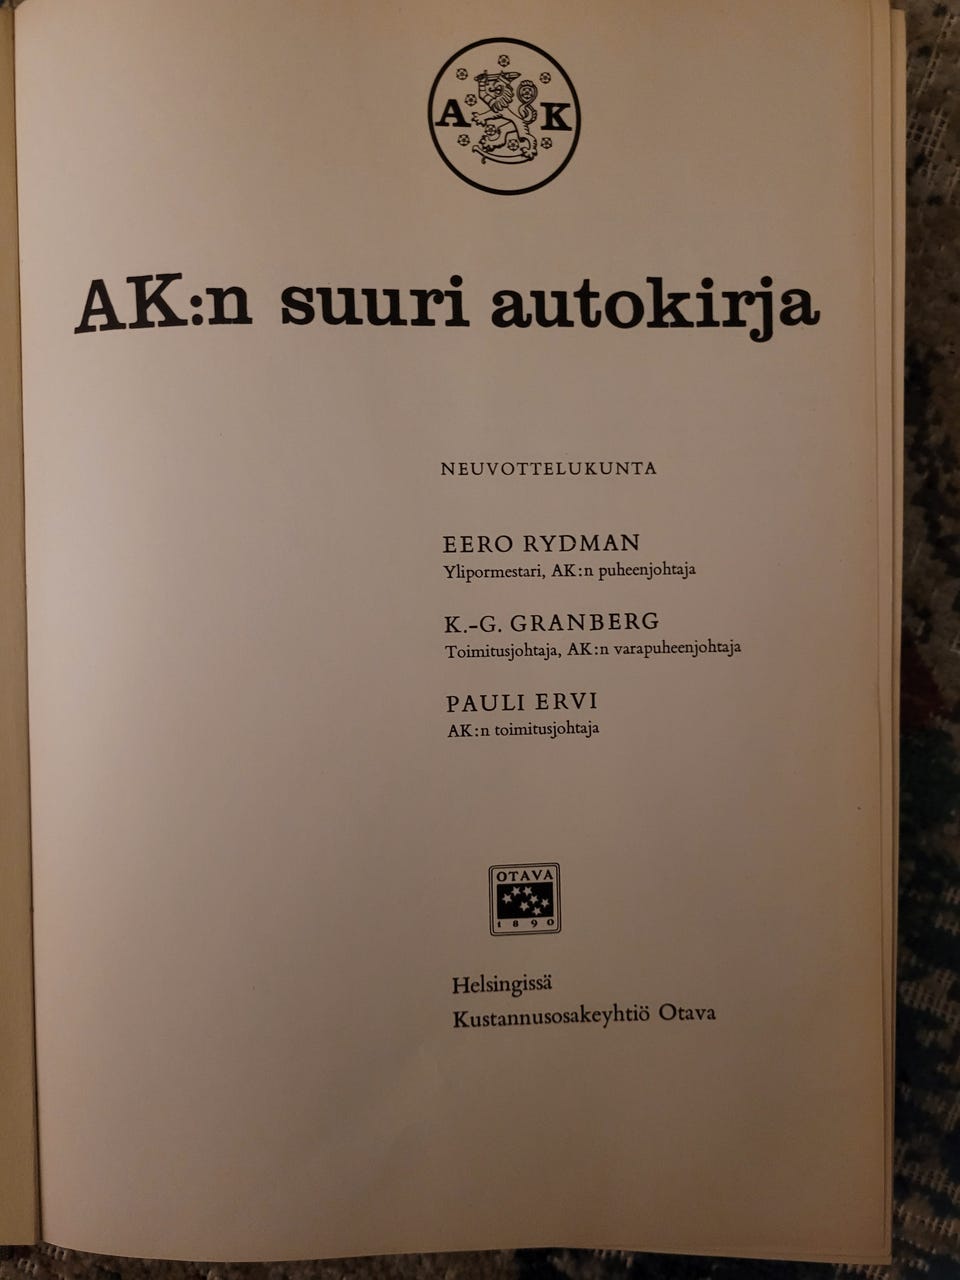 A K
AK:n suuri autokirja
NEUVOTTELUKUNTA
EERO RYDMAN
Ylipormestari, AK:n puheenjohtaja
K.-G. GRANBERG
Toimitusjohtaja, AK:n varapuheenjohtaja
PAULI ERVI
AK:n toimitusjohtaja
OTAVA
1890
Helsingissä
Kustannusosakeyhtiö Otava